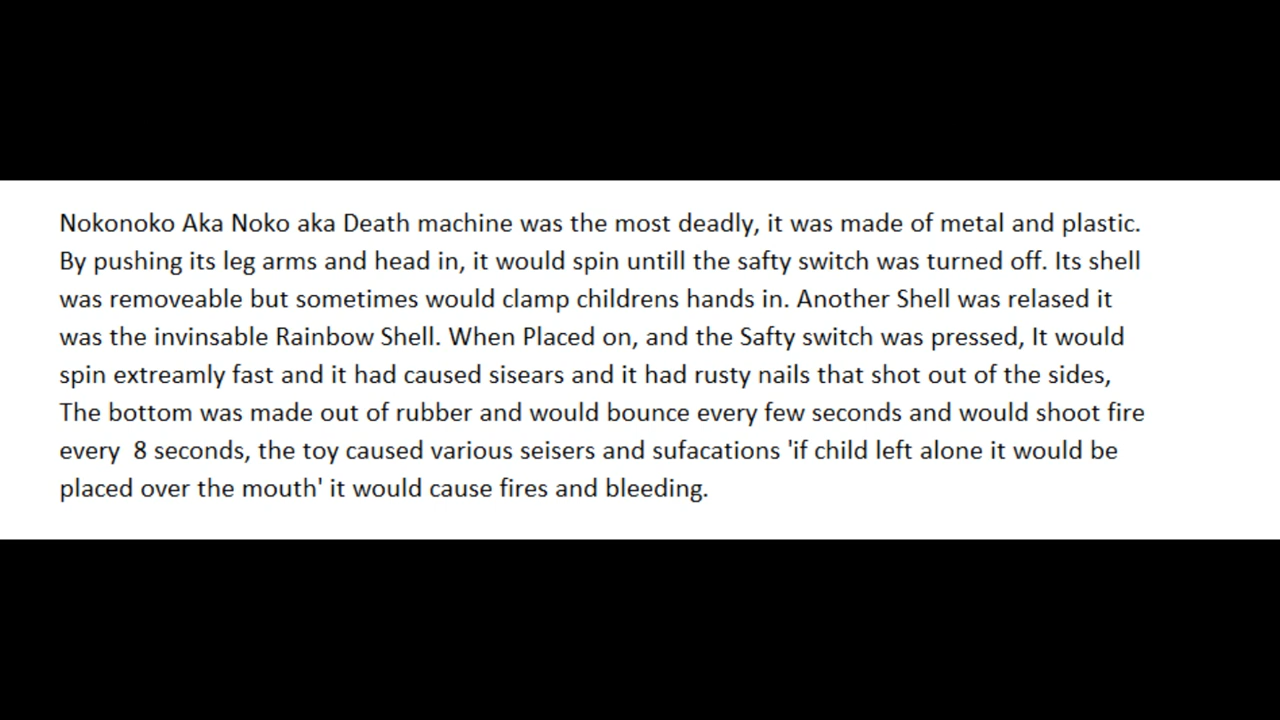 Nokonoko Aka Noko aka Death machine was the most deadly, it was made of metal and plastic.
By pushing its leg arms and head in, it would spin untill the safty switch was turned off. Its shell
was removeable but sometimes would clamp childrens hands in. Another Shell was relased it
was the invinsable Rainbow Shell. When Placed on, and the Safty switch was pressed, It would
spin extreamly fast and it had caused sisears and it had rusty nails that shot out of the sides,
The bottom was made out of rubber and would bounce every few seconds and would shoot fire
every  8 seconds, the toy caused various seisers and sufacations 'if child left alone it would be
placed over the mouth' it would cause fires and bleeding.